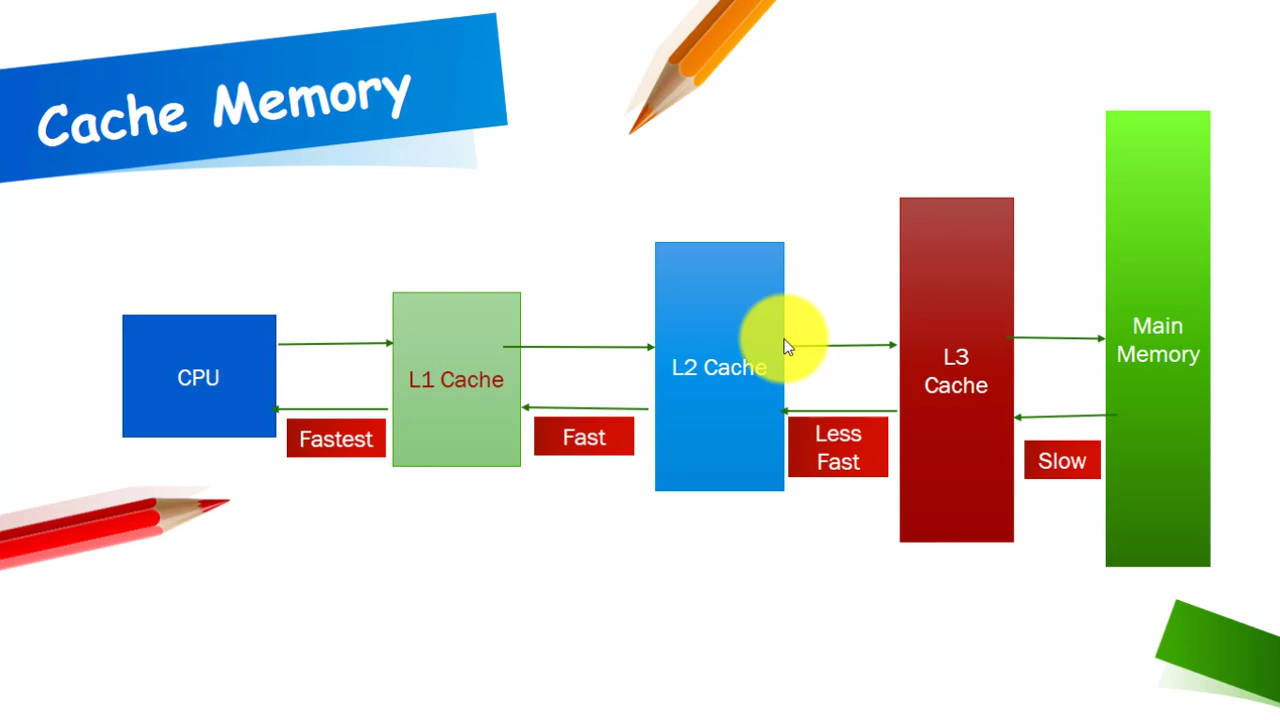 Cache Memory
CPU
Fastest
L1 Cache
Fast
L2 Cache
Less
Fast
L3
Cache
Slow
Main
Memory